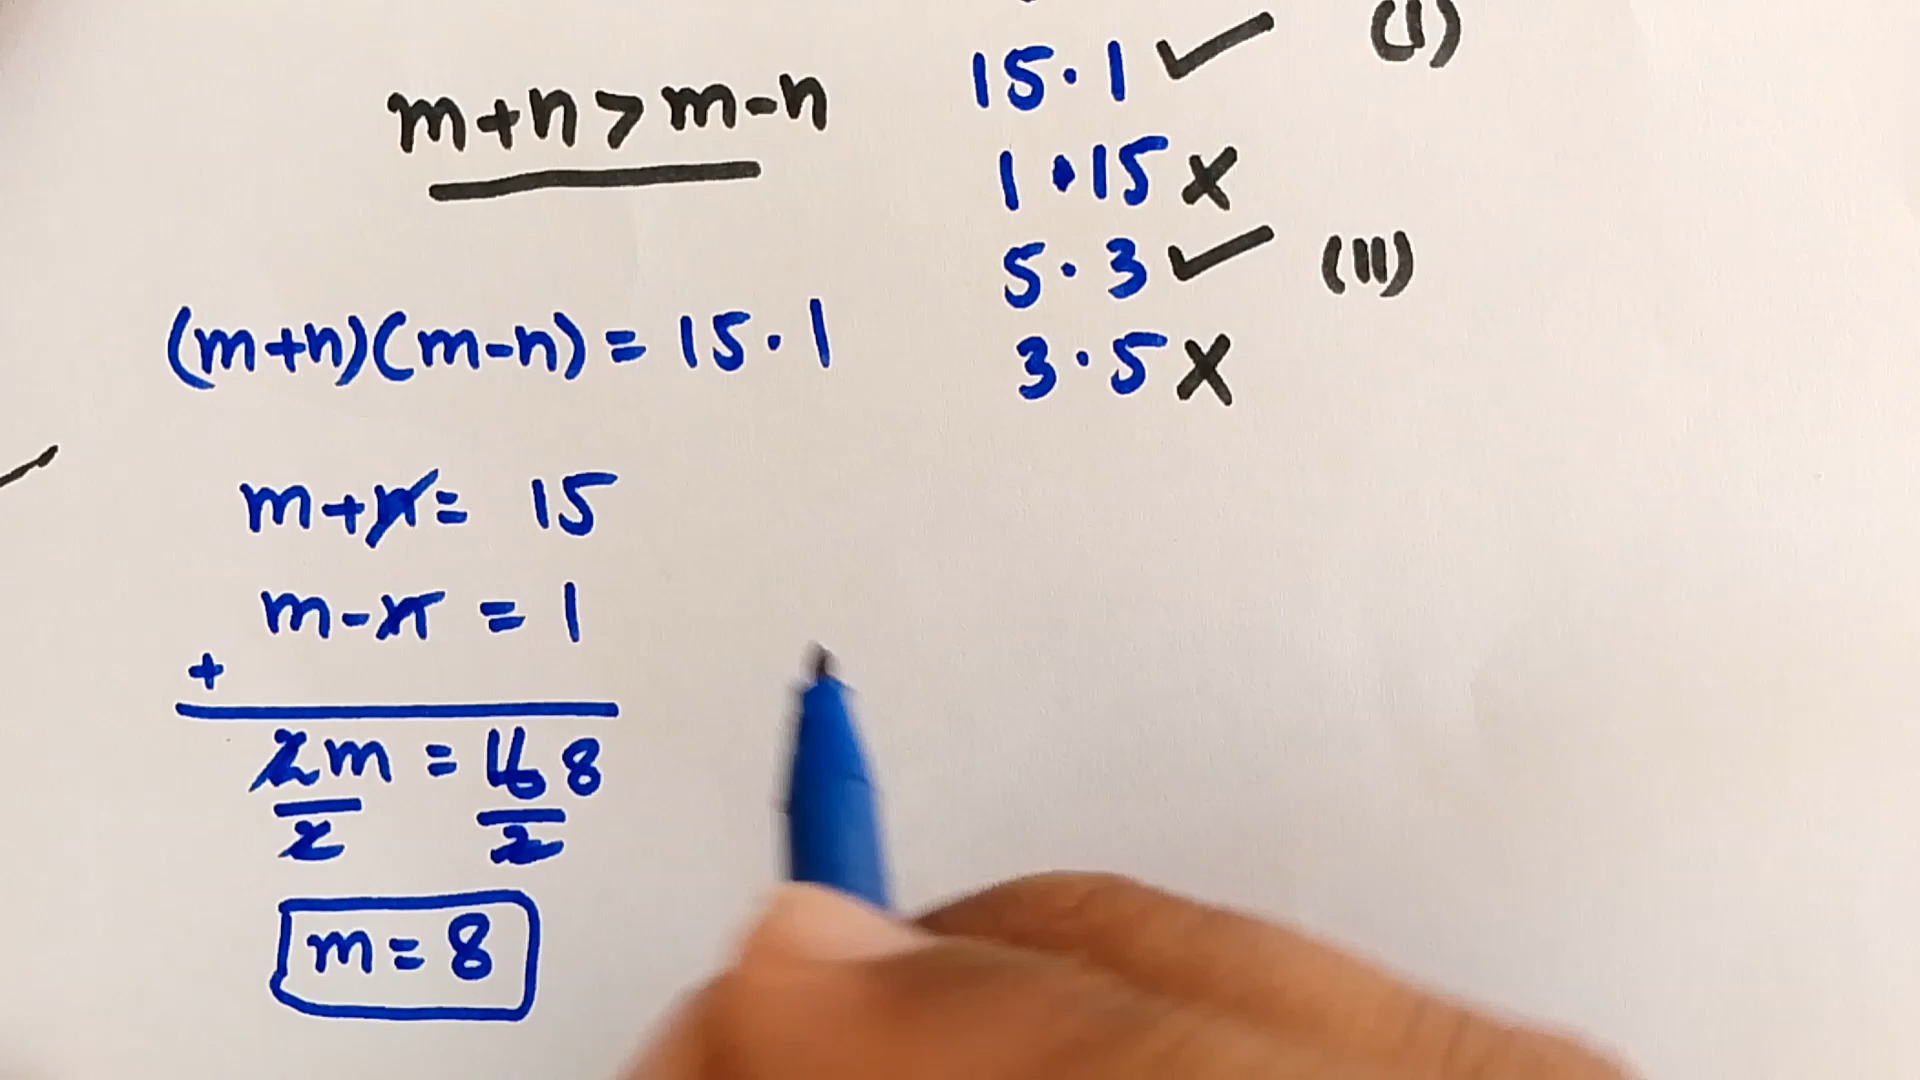 m+n>m-n
(m+n)(m-n)=15·1
m+n= 15
m-n =1
+
2m = 16 8
2 2
m=8
15·1 ✓ (I)
1·15 x
5·3 ✓ (II)
3·5 x